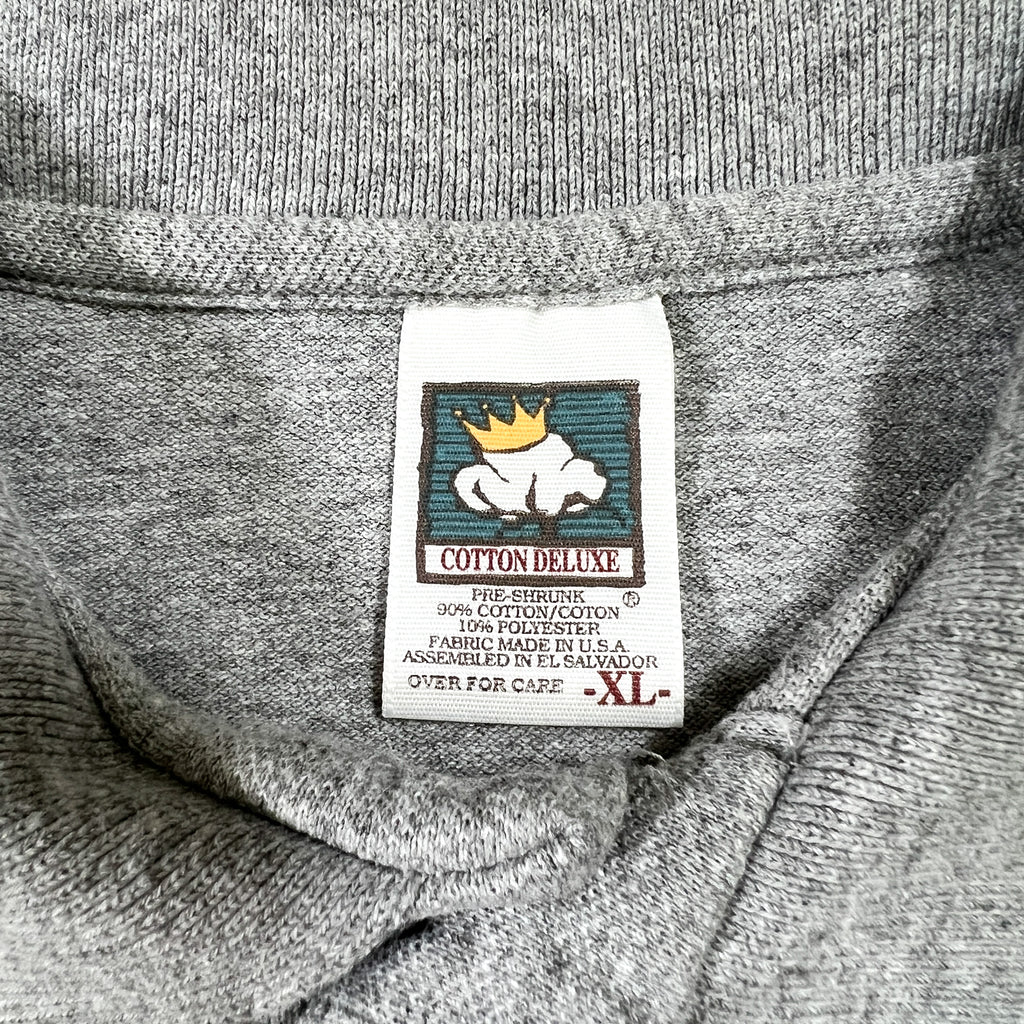 COTTON DELUXE
®
PRE-SHRUNK
90% COTTON/COTON
10% POLYESTER
FABRIC MADE IN U.S.A.
ASSEMBLED IN EL SALVADOR
OVER FOR CARE -XL-